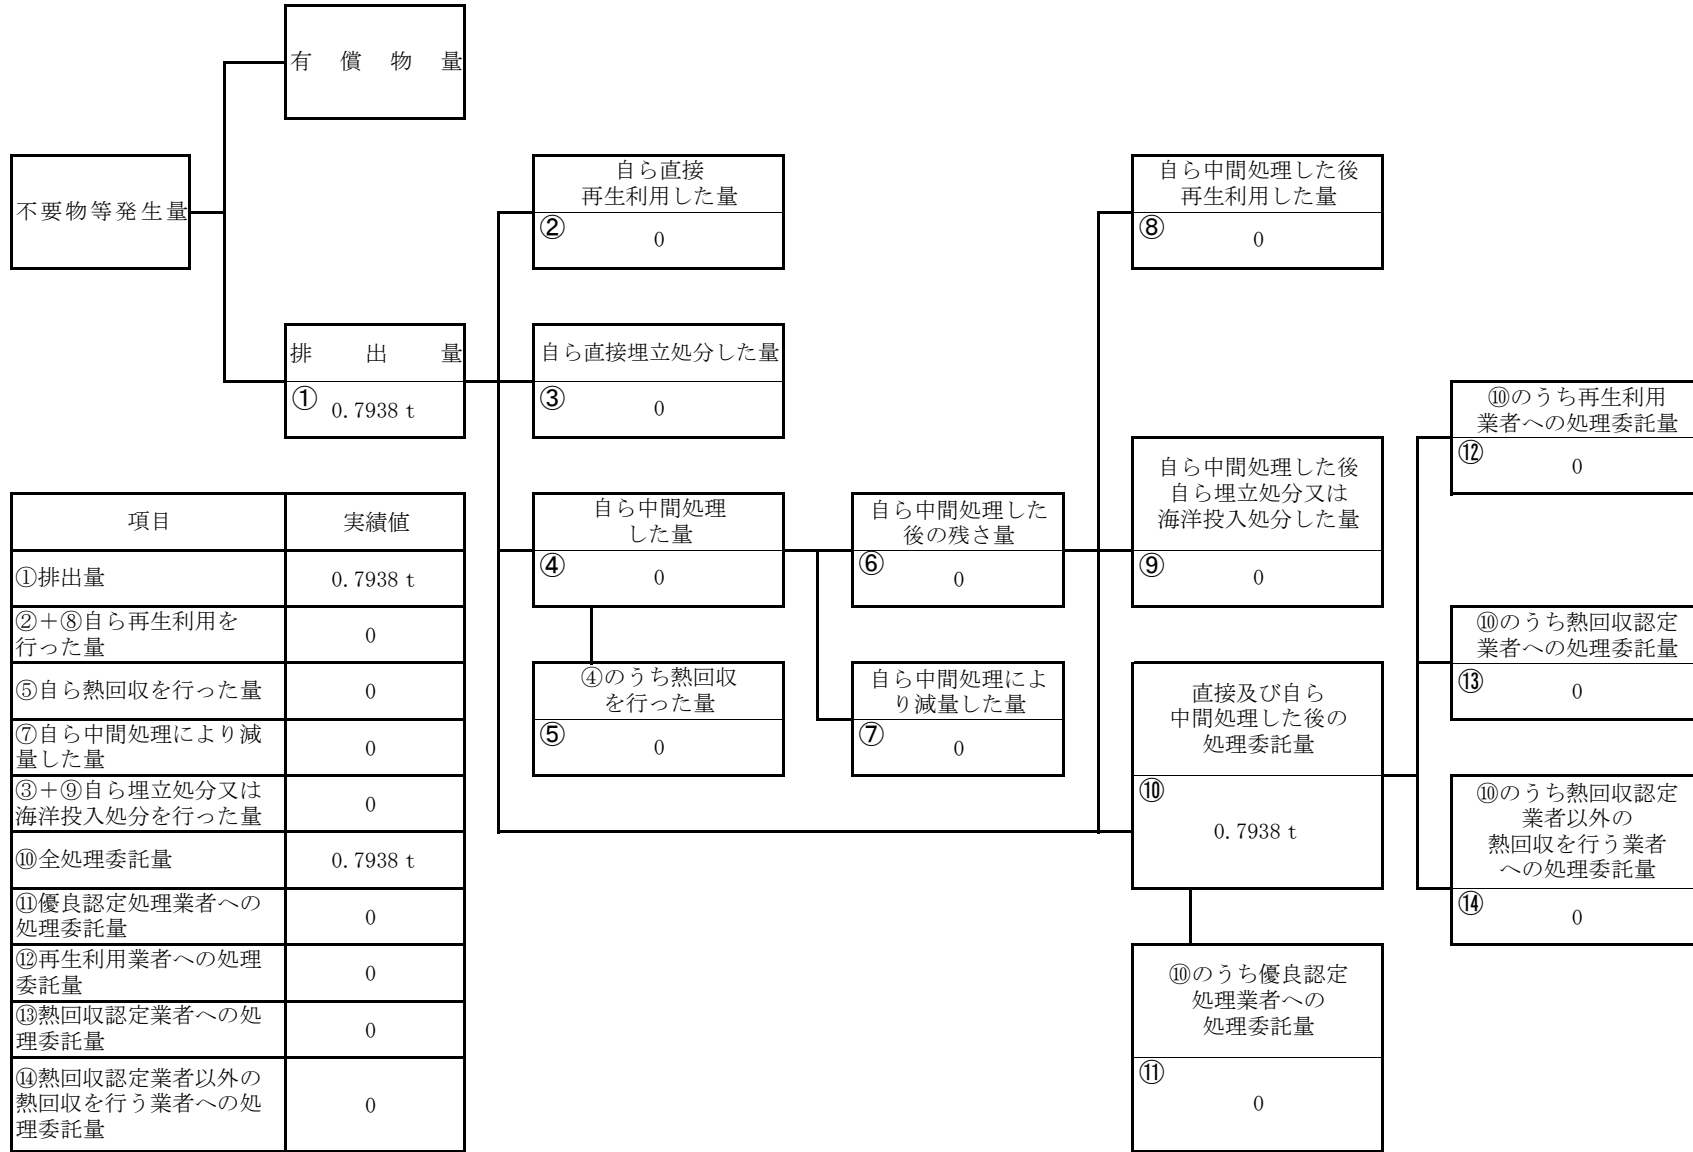 有償物量
不要物等発生量
排出量
① 0.7938 t
自ら直接
再生利用した量
②
0
自ら直接埋立処分した量
③
0
自ら中間処理
した量
④
0
④のうち熱回収
を行った量
⑤
0
自ら中間処理した
後の残さ量
⑥
0
自ら中間処理によ
り減量した量
⑦
0
自ら中間処理した後
再生利用した量
⑧
0
自ら中間処理した後
自ら埋立処分又は
海洋投入処分した量
⑨
0
直接及び自ら
中間処理した後の
処理委託量
⑩
0.7938 t
⑩のうち優良認定
処理業者への
処理委託量
⑪
0
⑩のうち再生利用
業者への処理委託量
⑫
0
⑩のうち熱回収認定
業者への処理委託量
⑬
0
⑩のうち熱回収認定
業者以外の
熱回収を行う業者
への処理委託量
⑭
0
項目 実績値
①排出量 0.7938 t
②＋⑧自ら再生利用を
行った量
0
⑤自ら熱回収を行った量 0
⑦自ら中間処理により減
量した量
0
③＋⑨自ら埋立処分又は
海洋投入処分を行った量
0
⑩全処理委託量 0.7938 t
⑪優良認定処理業者への
処理委託量
0
⑫再生利用業者への処理
委託量
0
⑬熱回収認定業者への処
理委託量
0
⑭熱回収認定業者以外の
熱回収を行う業者への処
理委託量
0